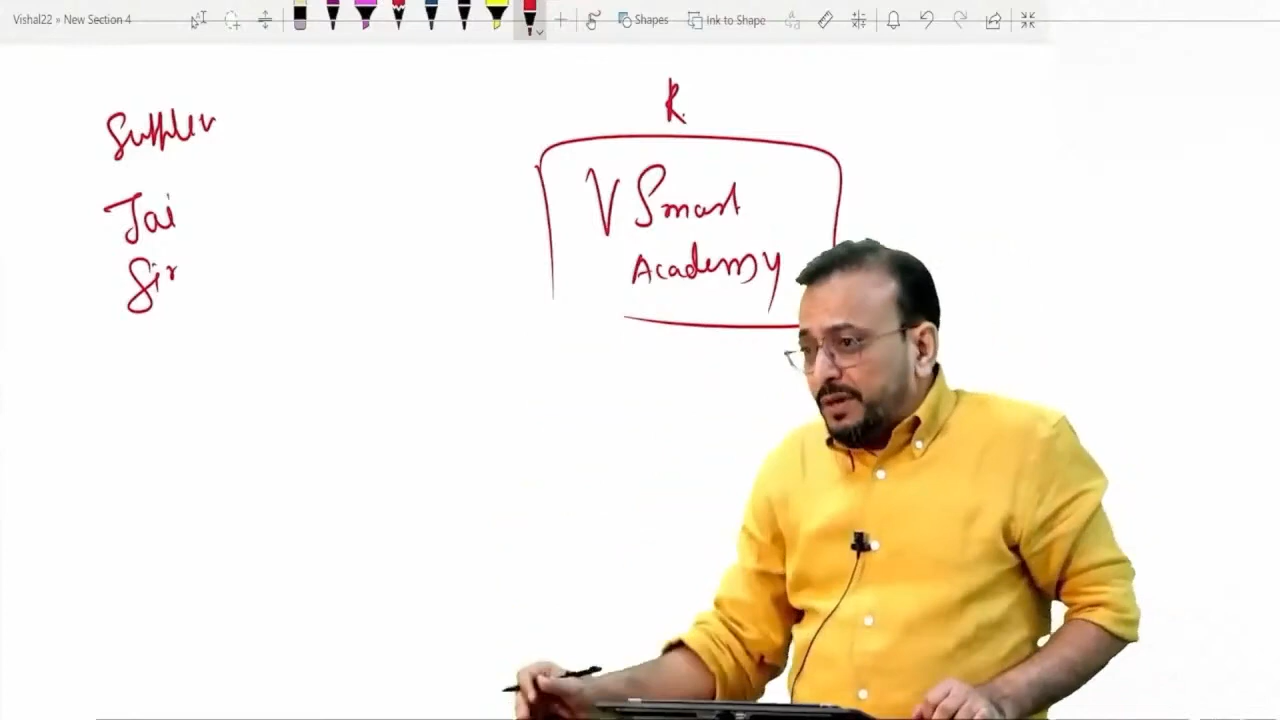 Vishal22 » New Section 4
Shapes
Ink to Shape
R.
Supplier
V Smart
Academy
Jai
Sir